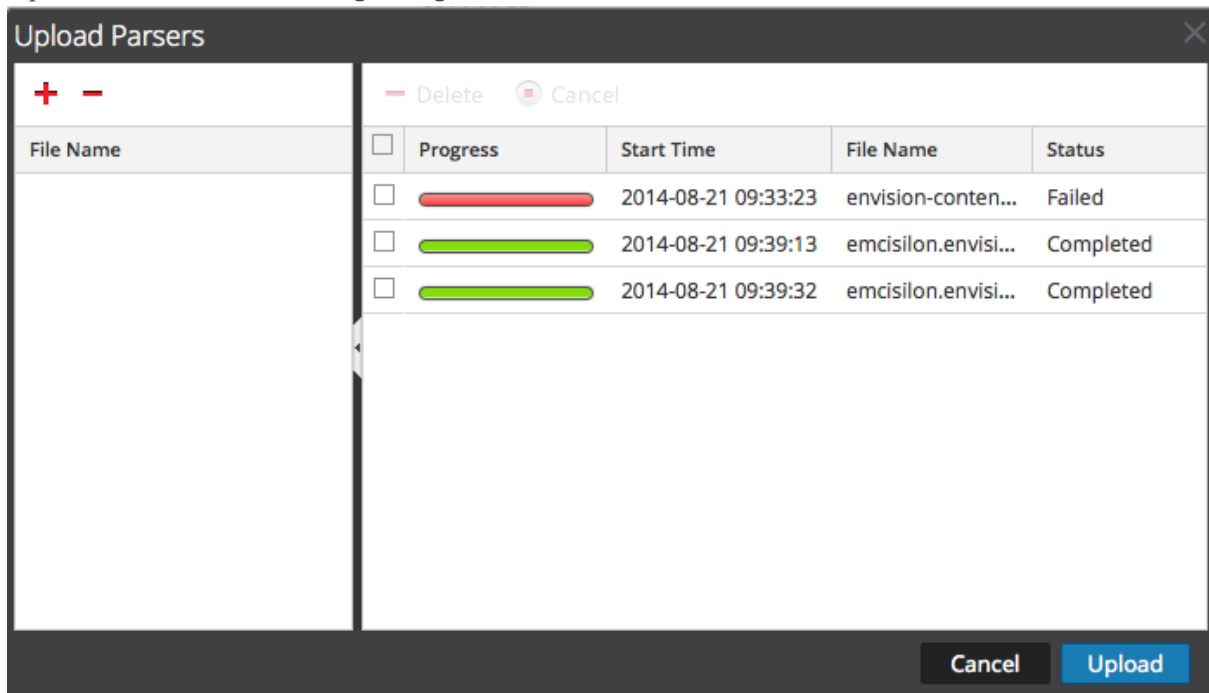 Upload Parsers
Delete Cancel
File Name Progress Start Time File Name Status
2014-08-21 09:33:23 envision-conten... Failed
2014-08-21 09:39:13 emcisilon.envisi... Completed
2014-08-21 09:39:32 emcisilon.envisi... Completed
Cancel Upload